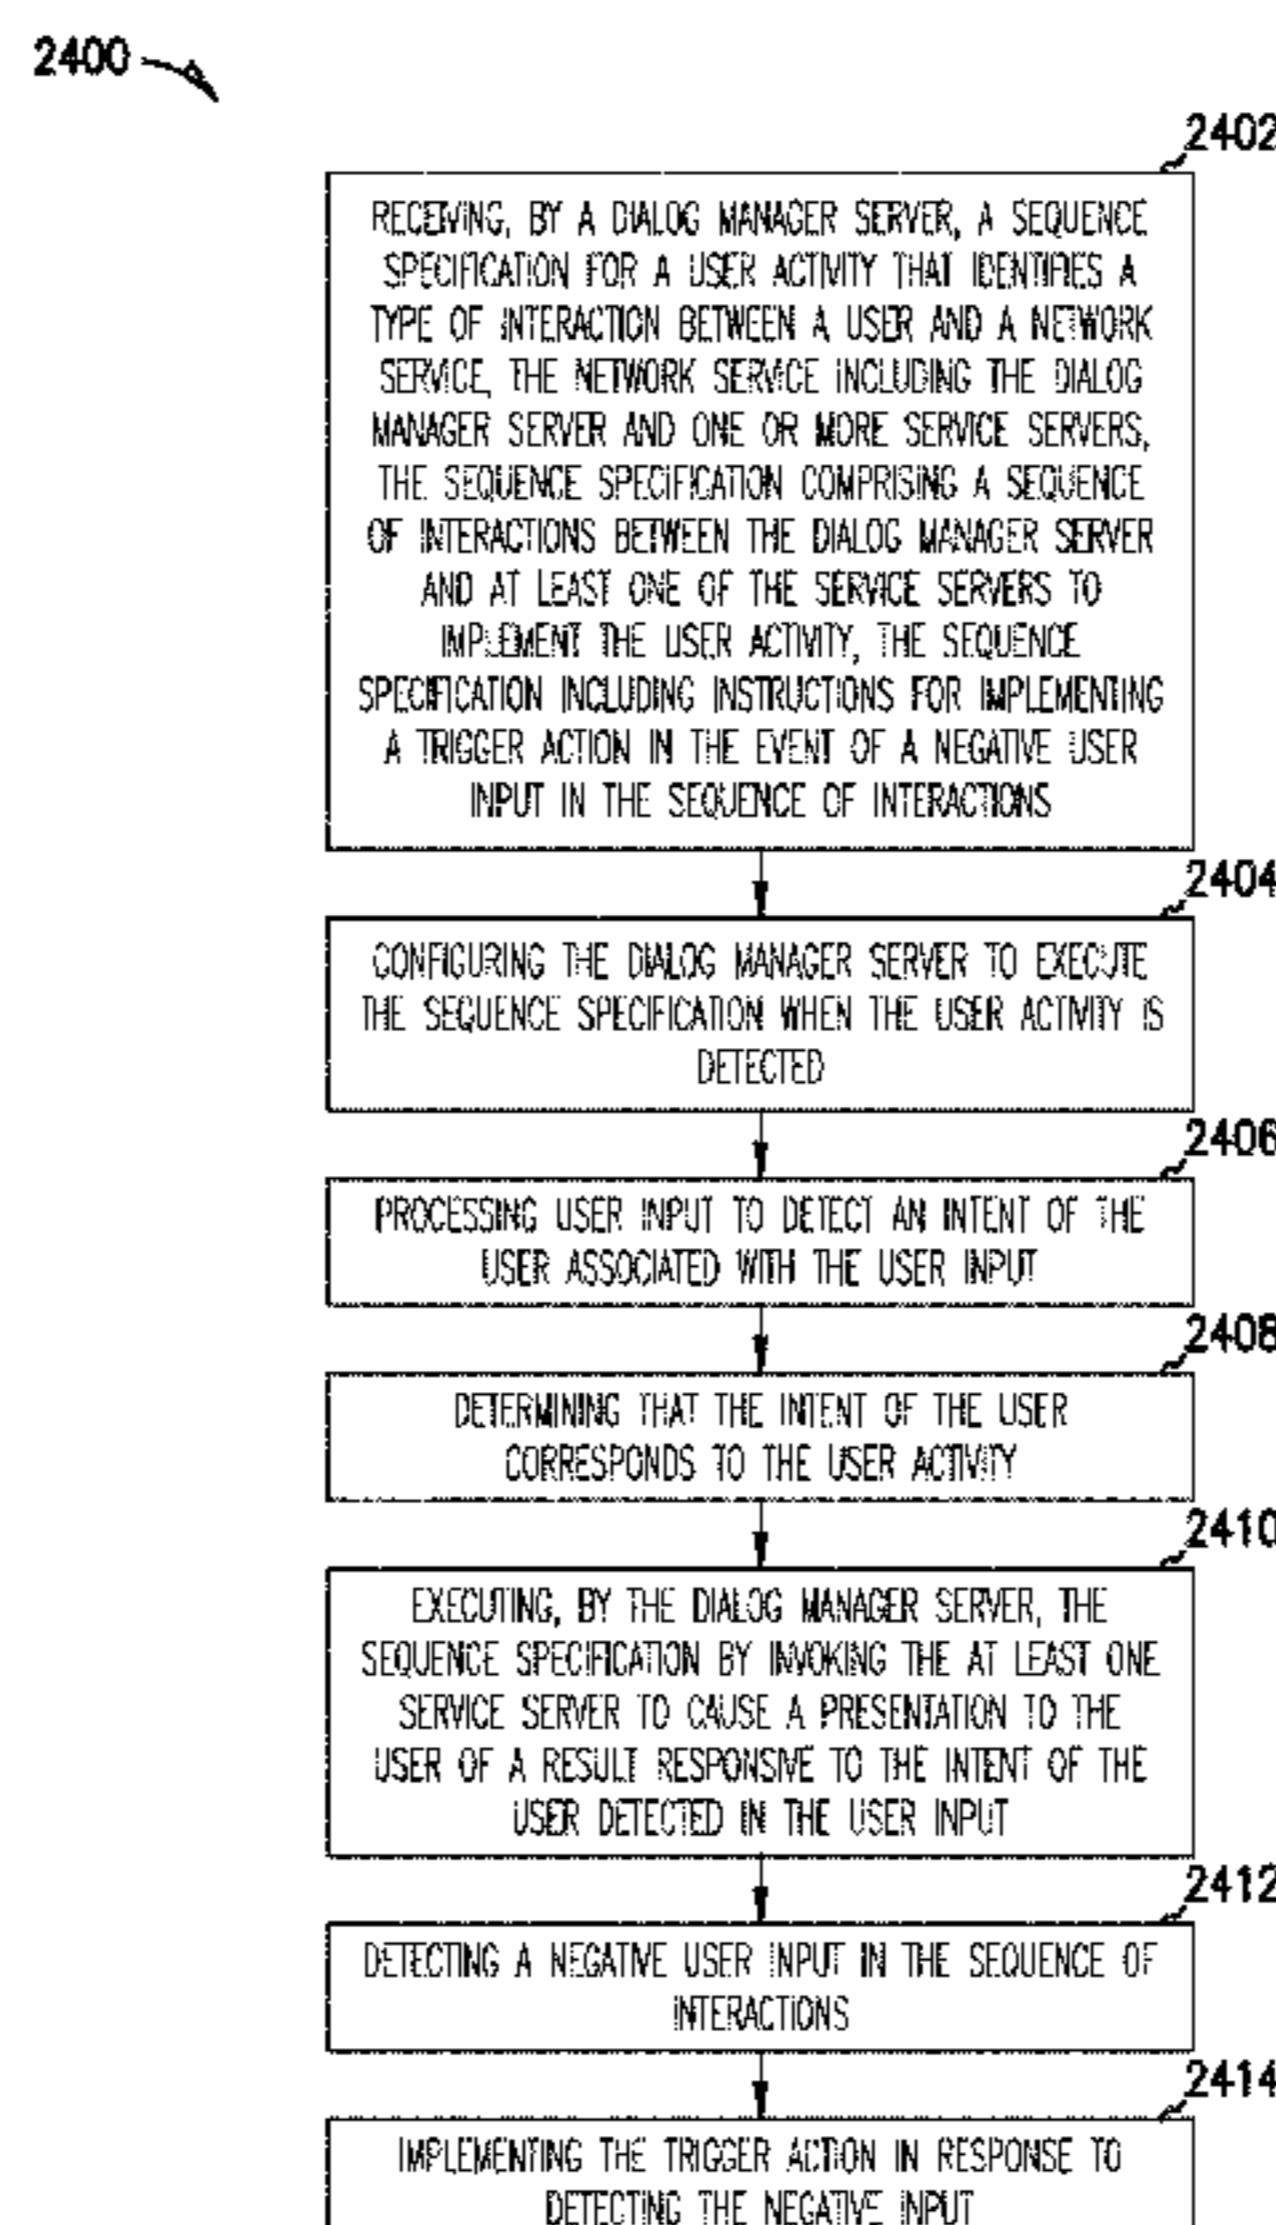 2400
2402
RECEIVING, BY A DIALOG MANAGER SERVER, A SEQUENCE
SPECIFICATION FOR A USER ACTIVITY THAT IDENTIFIES A
TYPE OF INTERACTION BETWEEN A USER AND A NETWORK
SERVICE, THE NETWORK SERVICE INCLUDING THE DIALOG
MANAGER SERVER AND ONE OR MORE SERVICE SERVERS,
THE SEQUENCE SPECIFICATION COMPRISING A SEQUENCE
OF INTERACTIONS BETWEEN THE DIALOG MANAGER SERVER
AND AT LEAST ONE OF THE SERVICE SERVERS TO
IMPLEMENT THE USER ACTIVITY, THE SEQUENCE
SPECIFICATION INCLUDING INSTRUCTIONS FOR IMPLEMENTING
A TRIGGER ACTION IN THE EVENT OF A NEGATIVE USER
INPUT IN THE SEQUENCE OF INTERACTIONS
2404
CONFIGURING THE DIALOG MANAGER SERVER TO EXECUTE
THE SEQUENCE SPECIFICATION WHEN THE USER ACTIVITY IS
DETECTED
2406
PROCESSING USER INPUT TO DETECT AN INTENT OF THE
USER ASSOCIATED WITH THE USER INPUT
2408
DETERMINING THAT THE INTENT OF THE USER
CORRESPONDS TO THE USER ACTIVITY
2410
EXECUTING, BY THE DIALOG MANAGER SERVER, THE
SEQUENCE SPECIFICATION BY INVOKING THE AT LEAST ONE
SERVICE SERVER TO CAUSE A PRESENTATION TO THE
USER OF A RESULT RESPONSIVE TO THE INTENT OF THE
USER DETECTED IN THE USER INPUT
2412
DETECTING A NEGATIVE USER INPUT IN THE SEQUENCE OF
INTERACTIONS
2414
IMPLEMENTING THE TRIGGER ACTION IN RESPONSE TO
DETECTING THE NEGATIVE INPUT